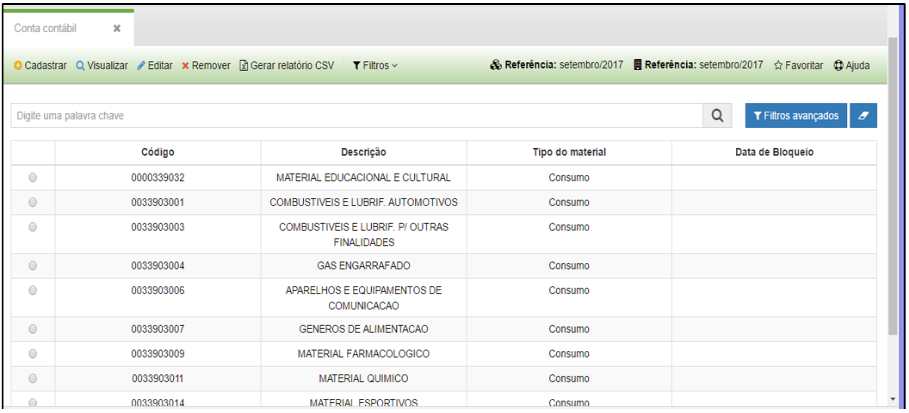 Conta contábil ×
Cadastrar Visualizar Editar Remover Gerar relatório CSV Filtros Referência: setembro/2017 Referência: setembro/2017 Favoritar Ajuda
Digite uma palavra chave Filtros avançados
Código Descrição Tipo do material Data de Bloqueio
0000339032 MATERIAL EDUCACIONAL E CULTURAL Consumo
0033903001 COMBUSTIVEIS E LUBRIF. AUTOMOTIVOS Consumo
0033903003 COMBUSTIVEIS E LUBRIF. P/ OUTRAS Consumo
FINALIDADES
0033903004 GAS ENGARRAFADO Consumo
0033903006 APARELHOS E EQUIPAMENTOS DE Consumo
COMUNICACAO
0033903007 GENEROS DE ALIMENTACAO Consumo
0033903009 MATERIAL FARMACOLOGICO Consumo
0033903011 MATERIAL QUIMICO Consumo
0033903014 MATERIAL ESPORTIVOS Consumo